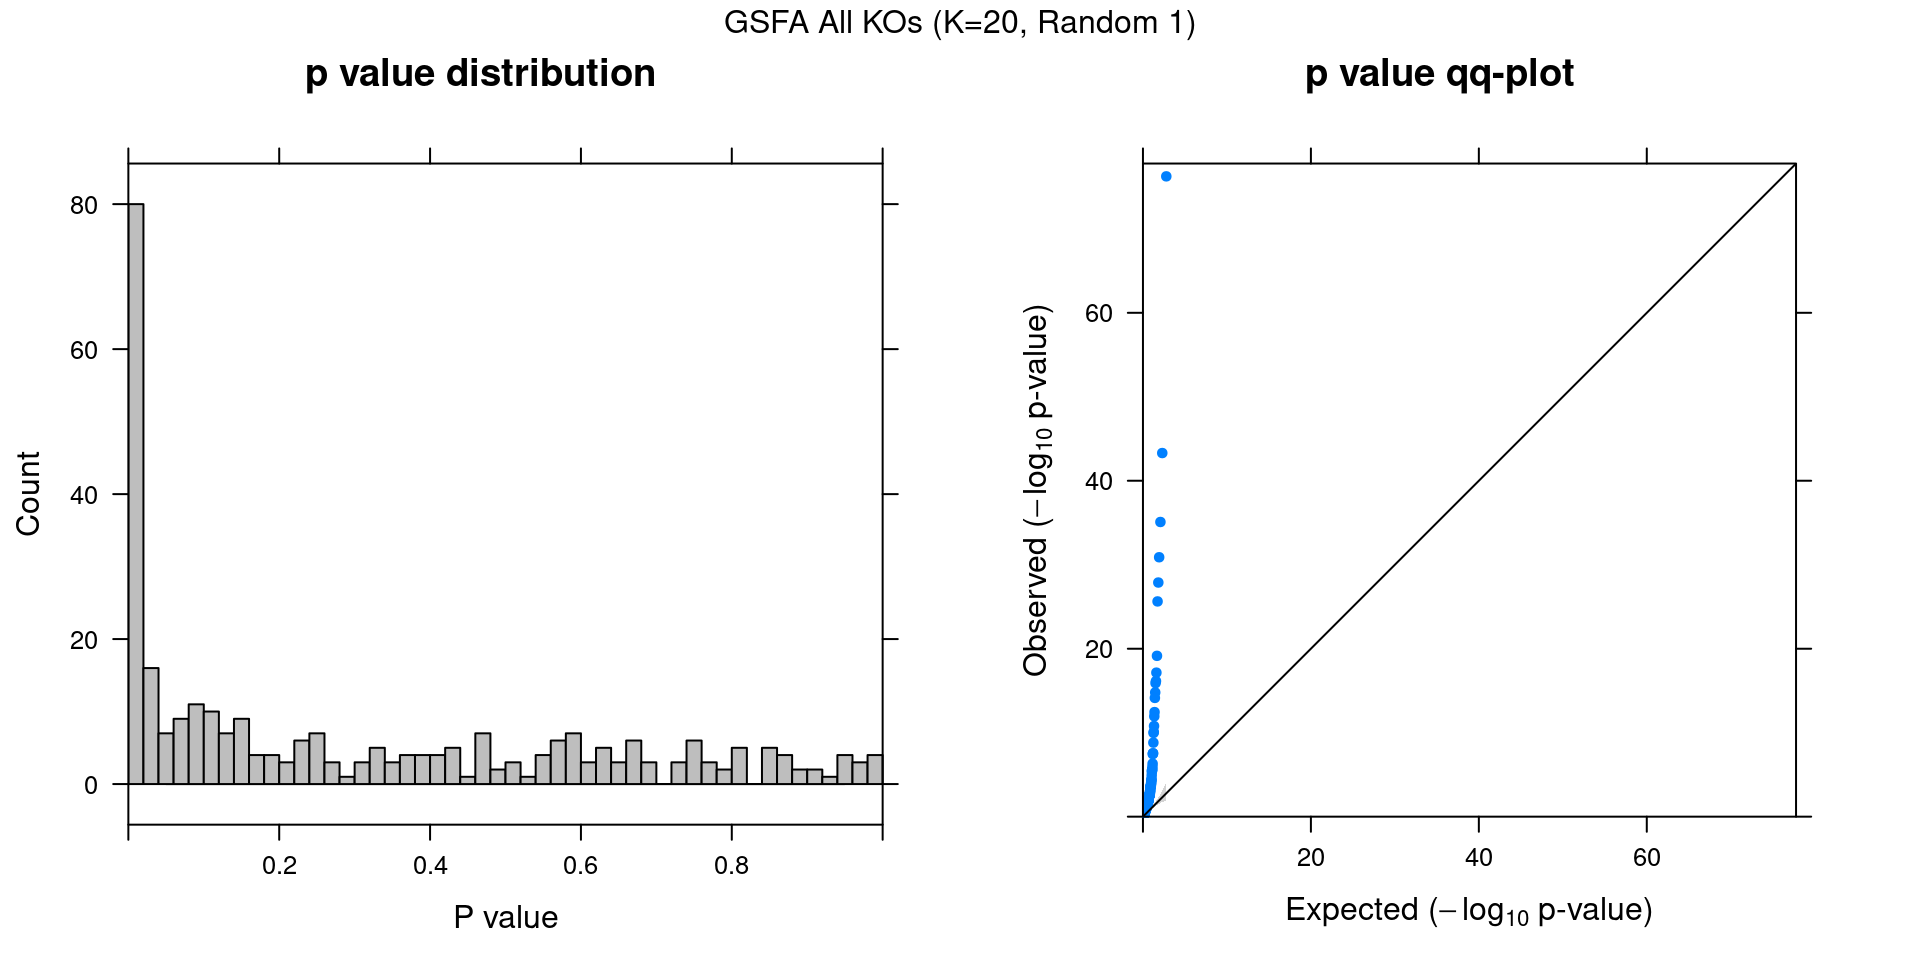 GSFA All KOs (K=20, Random 1)
p value distribution
80
60
40
20
0
Count
0.2 0.4 0.6 0.8
P value
p value qq-plot
60
40
20
Observed (−log10 p-value)
20 40 60
Expected (−log10 p-value)